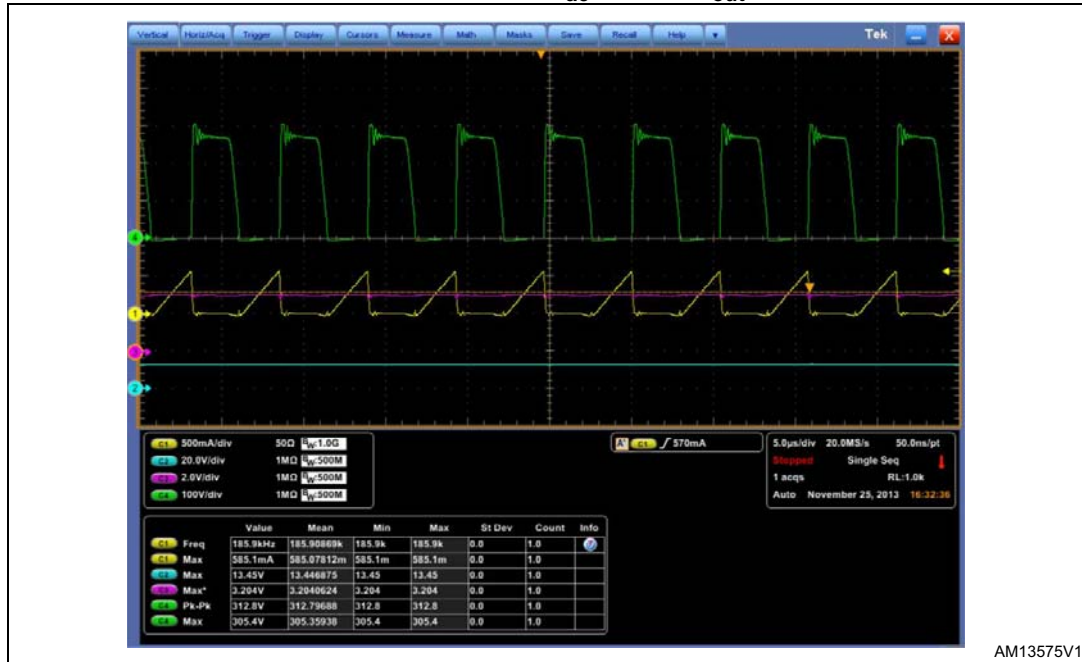 Vertical Horiz/Acq Trigger Display Cursors Measure Math Masks Save Recall Help Tek X
4
1
3
2
C1 500mA/div 50Ω BW:1.0G
C2 20.0V/div 1MΩ BW:500M
C3 2.0V/div 1MΩ BW:500M
C4 100V/div 1MΩ BW:500M
A' C1 570mA
5.0µs/div 20.0MS/s 50.0ns/pt
Stopped Single Seq
1 acqs RL:1.0k
Auto November 25, 2013 16:32:36
Value Mean Min Max St Dev Count Info
C1 Freq 185.9kHz 185.90869k 185.9k 185.9k 0.0 1.0
C1 Max 585.1mA 585.07812m 585.1m 585.1m 0.0 1.0
C2 Max 13.45V 13.446875 13.45 13.45 0.0 1.0
C3 Max* 3.204V 3.2040624 3.204 3.204 0.0 1.0
C4 Pk-Pk 312.8V 312.79688 312.8 312.8 0.0 1.0
C4 Max 305.4V 305.35938 305.4 305.4 0.0 1.0
AM13575V1